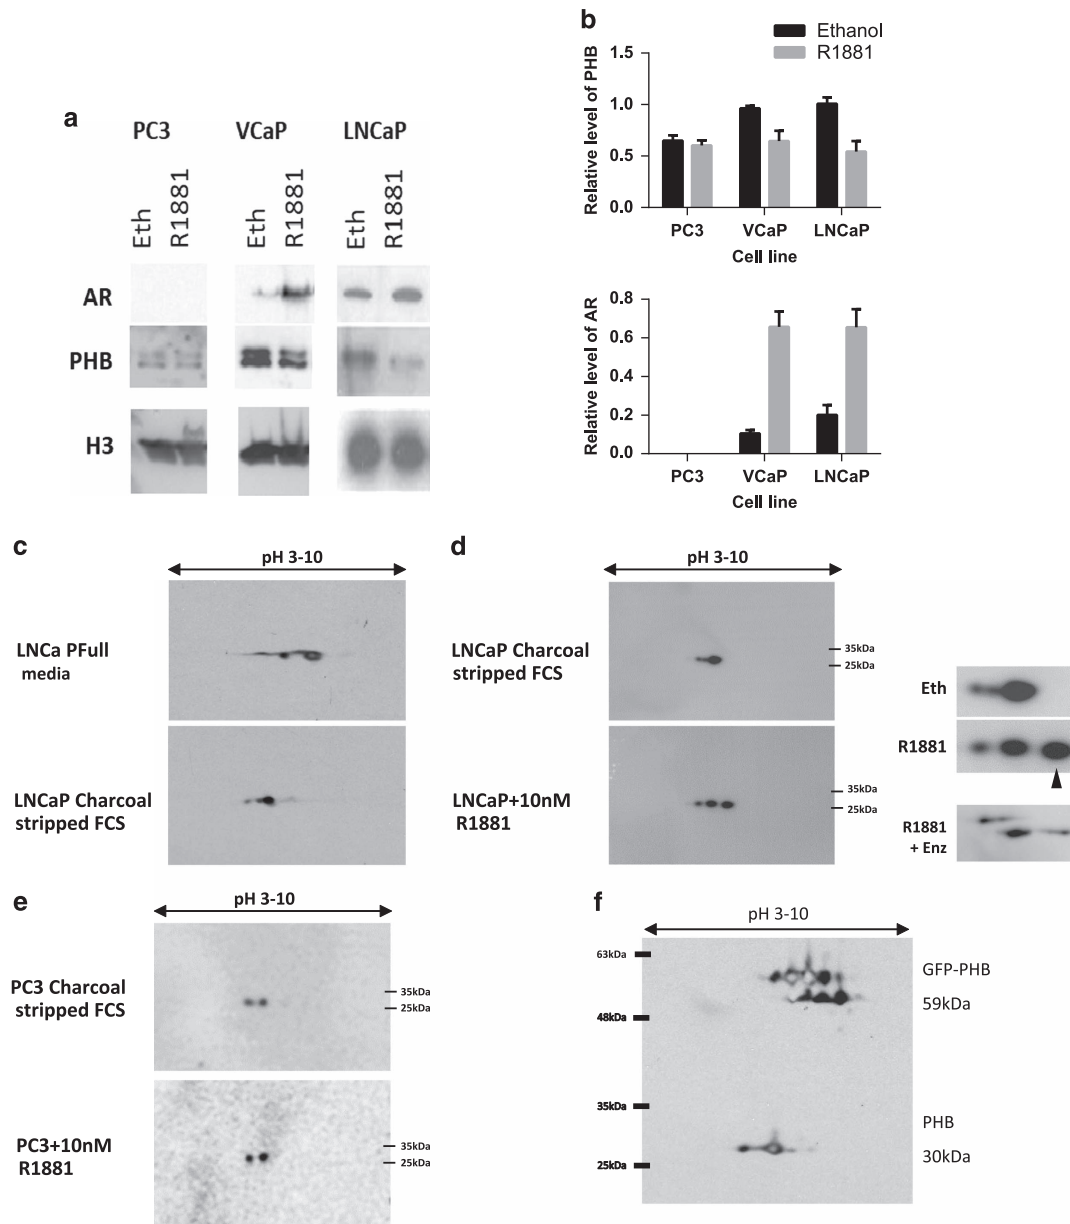 a
PC3 VCaP LNCaP
Eth R1881 Eth R1881 Eth R1881
AR
PHB
H3
b
Ethanol
R1881
Relative level of PHB
1.5
1.0
0.5
0.0
PC3 VCaP LNCaP
Cell line
Relative level of AR
0.8
0.6
0.4
0.2
0.0
PC3 VCaP LNCaP
Cell line
c
pH 3-10
LNCa PFull
media
LNCaP Charcoal
stripped FCS
d
pH 3-10
LNCaP Charcoal
stripped FCS
35kDa
25kDa
LNCaP+10nM
R1881
35kDa
25kDa
Eth
R1881
R1881
+ Enz
e
pH 3-10
PC3 Charcoal
stripped FCS
35kDa
25kDa
PC3+10nM
R1881
35kDa
25kDa
f
pH 3-10
63kDa
48kDa
35kDa
25kDa
GFP-PHB
59kDa
PHB
30kDa